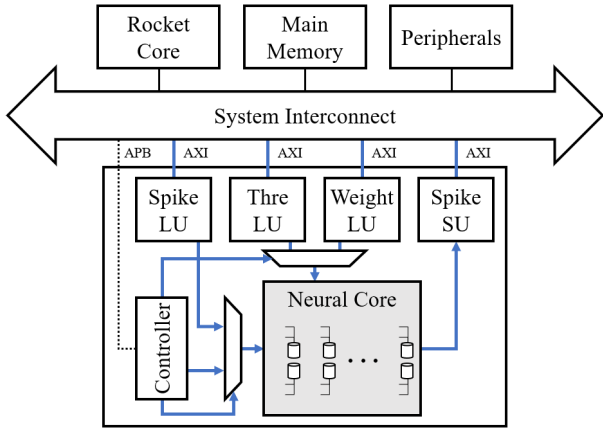 Rocket
Core
Main
Memory
Peripherals
System Interconnect
APB
AXI
AXI
AXI
AXI
Spike
LU
Thre
LU
Weight
LU
Spike
SU
Neural Core
Controller